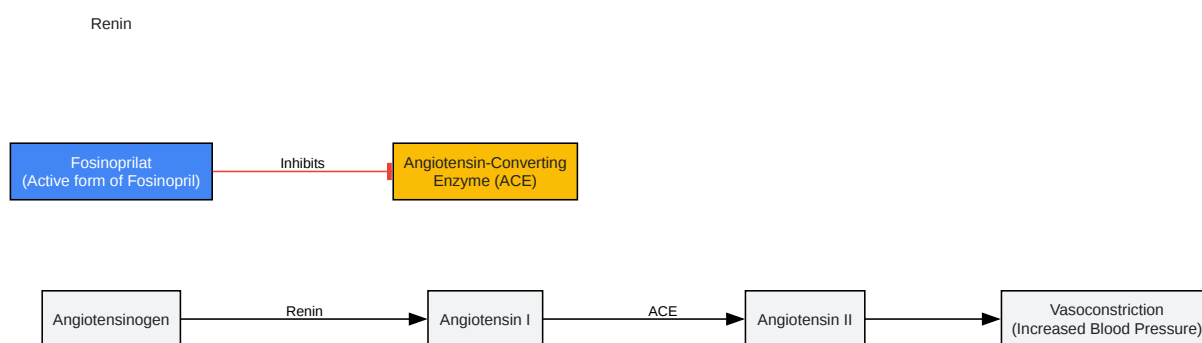 Renin
Fosinoprilat
(Active form of Fosinopril)
Inhibits
Angiotensin-Converting
Enzyme (ACE)
Angiotensinogen
Renin
Angiotensin I
ACE
Angiotensin II
Vasoconstriction
(Increased Blood Pressure)